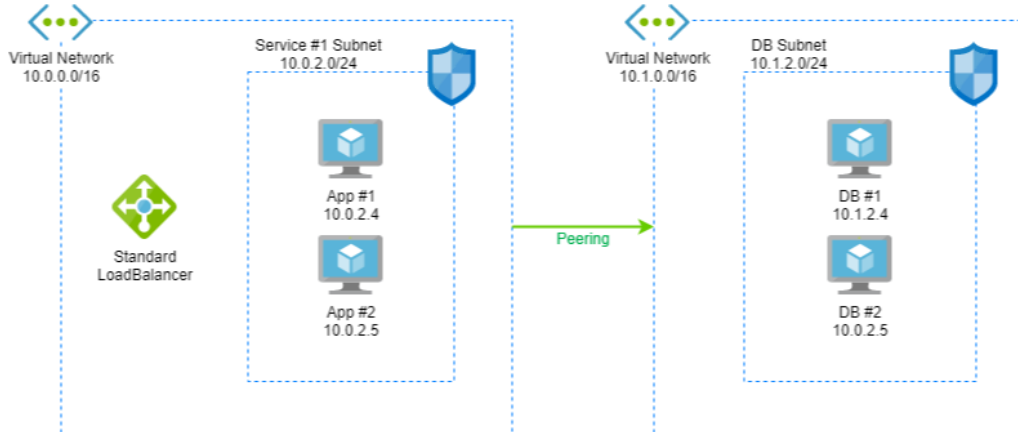 Virtual Network
10.0.0.0/16
Service #1 Subnet
10.0.2.0/24
App #1
10.0.2.4
App #2
10.0.2.5
Standard
LoadBalancer
Peering
Virtual Network
10.1.0.0/16
DB Subnet
10.1.2.0/24
DB #1
10.1.2.4
DB #2
10.0.2.5